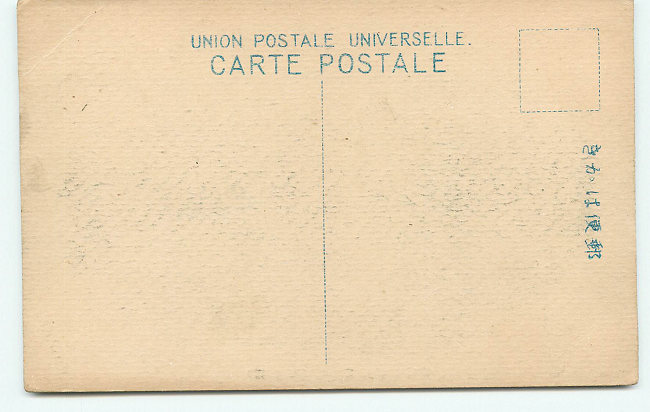 UNION POSTALE UNIVERSELLE.
CARTE POSTALE
郵便はかき